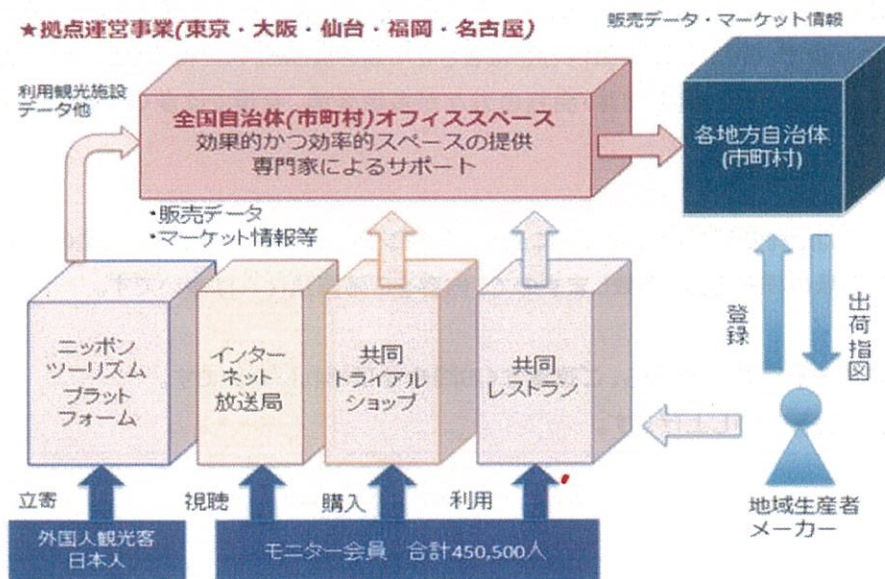 ★拠点運営事業(東京・大阪・仙台・福岡・名古屋)
販売データ・マーケット情報
利用観光施設
データ他
全国自治体(市町村)オフィススペース
効果的かつ効率的スペースの提供
専門家によるサポート
各地方自治体
(市町村)
・販売データ
・マーケット情報等
ニッポン
ツーリズム
プラット
フォーム
インター
ネット
放送局
共同
トライアル
ショップ
共同
レストラン
登録
出荷指図
立寄
視聴
購入
利用
地域生産者
メーカー
外国人観光客
日本人
モニター会員 合計450,500人